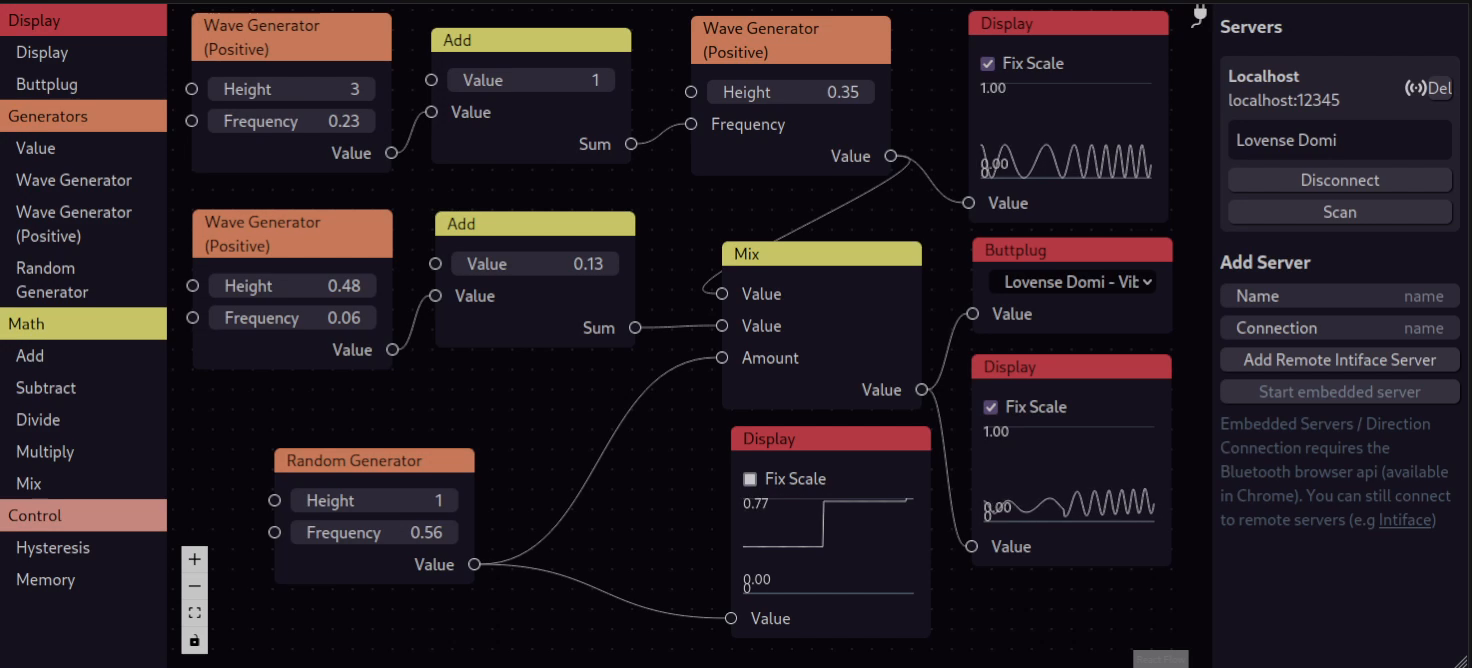 Display
Display
Buttplug
Generators
Value
Wave Generator
Wave Generator
(Positive)
Random
Generator
Math
Add
Subtract
Divide
Multiply
Mix
Control
Hysteresis
Memory
Wave Generator
(Positive)
Height 3
Frequency 0.23
Value
Add
Value 1
Value
Sum
Wave Generator
(Positive)
Height 0.35
Frequency
Value
Display
Fix Scale
1.00
0.00
0
Value
Wave Generator
(Positive)
Height 0.48
Frequency 0.06
Value
Add
Value 0.13
Value
Sum
Mix
Value
Value
Amount
Value
Buttplug
Lovense Domi - Vit
Value
Display
Fix Scale
1.00
0.00
0
Value
Random Generator
Height 1
Frequency 0.56
Value
Display
Fix Scale
0.77
0.00
0
Value
Servers
Localhost
localhost:12345
Del
Lovense Domi
Disconnect
Scan
Add Server
Name name
Connection name
Add Remote Intiface Server
Start embedded server
Embedded Servers / Direction
Connection requires the
Bluetooth browser api (available
in Chrome). You can still connect
to remote servers (e.g Intiface)